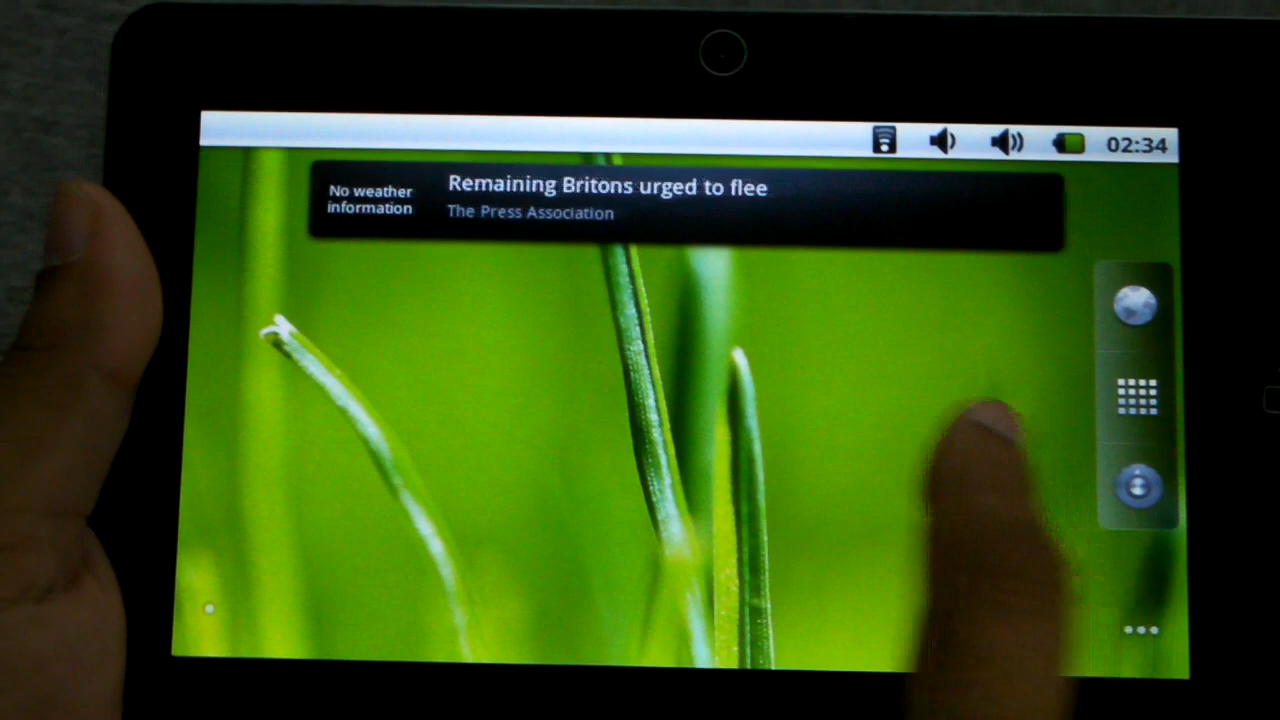 02:34
No weather
information
Remaining Britons urged to flee
The Press Association